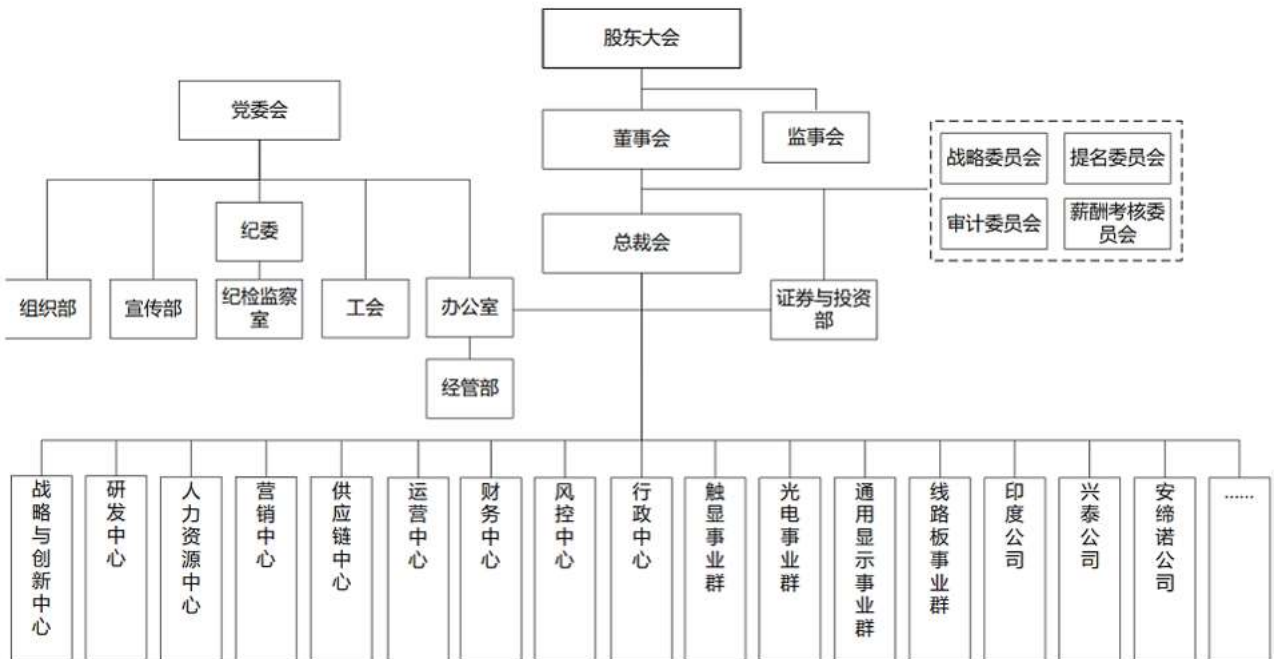 股东大会
党委会
董事会
监事会
战略委员会
提名委员会
审计委员会
薪酬考核委
员会
纪委
总裁会
组织部
宣传部
纪检监察
室
工会
办公室
证券与投资
部
经管部
战略与创新中心
研发中心
人力资源中心
营销中心
供应链中心
运营中心
财务中心
风控中心
行政中心
触显事业群
光电事业群
通用显示事业群
线路板事业群
印度公司
兴泰公司
安缔诺公司
......